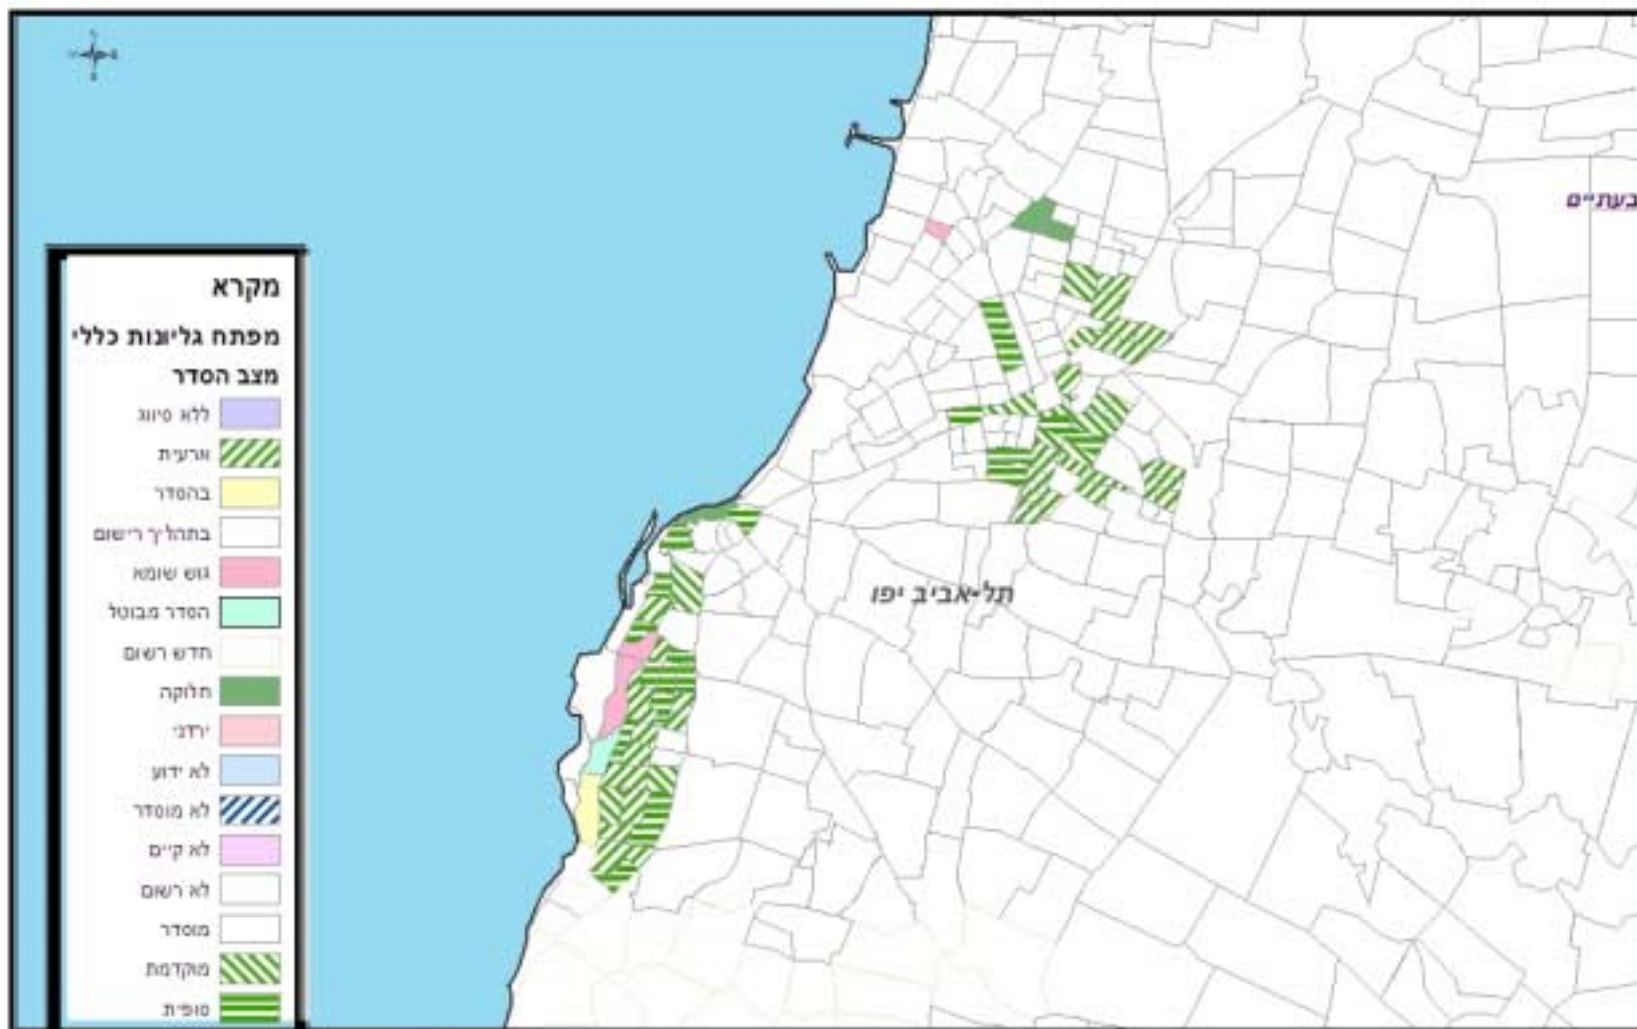 מקרא
מפתח גליונות כללי
מצב הסדר
ללא סיווג
ארעית
בהסדר
בתהליך רישום
גוש שומא
הסדר מבוטל
חדש רשום
חלוקה
ירדני
לא ידוע
לא מוסדר
לא קיים
לא רשום
מוסדר
מוקדמת
סופית
בעתיים
תל-אביב יפו